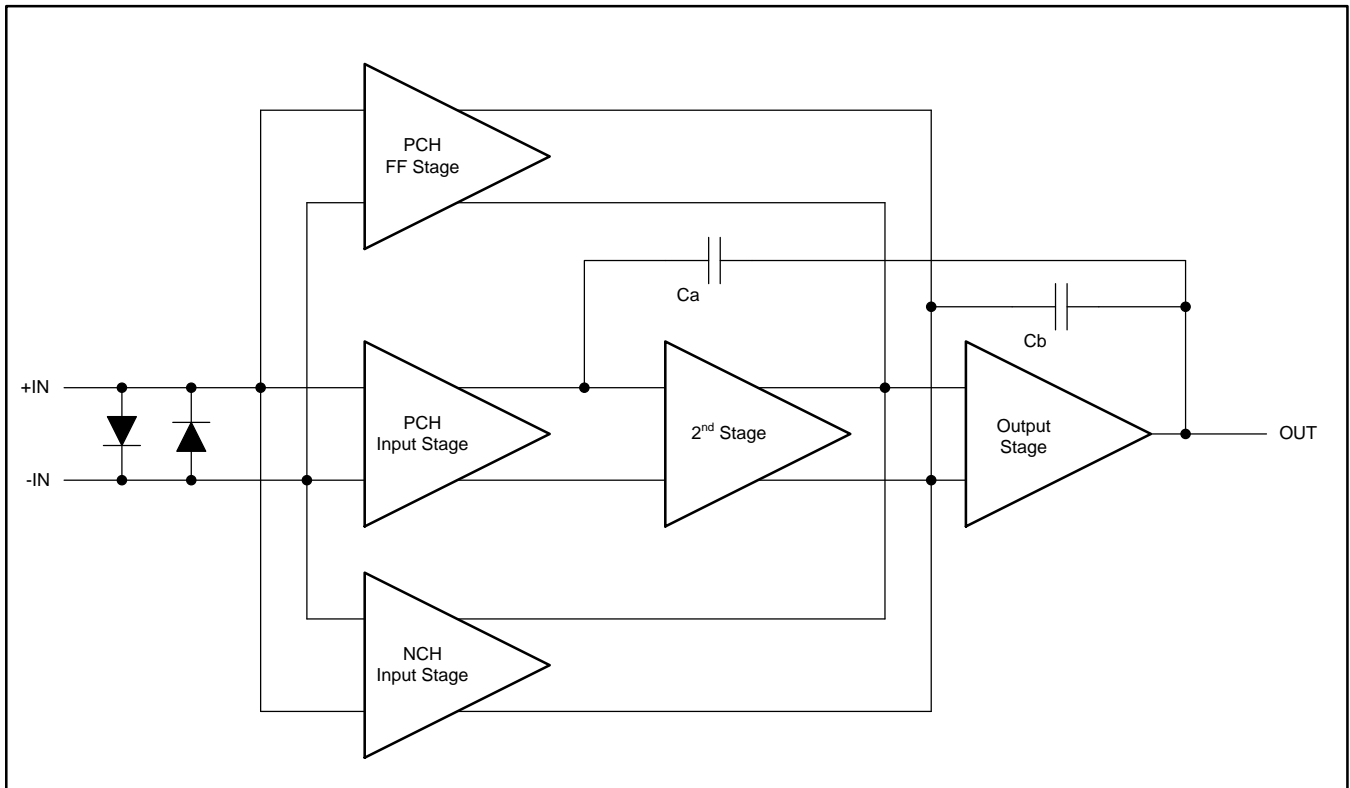 PCH
FF Stage
Ca
Cb
+IN
-IN
PCH
Input Stage
2nd Stage
Output
Stage
OUT
NCH
Input Stage